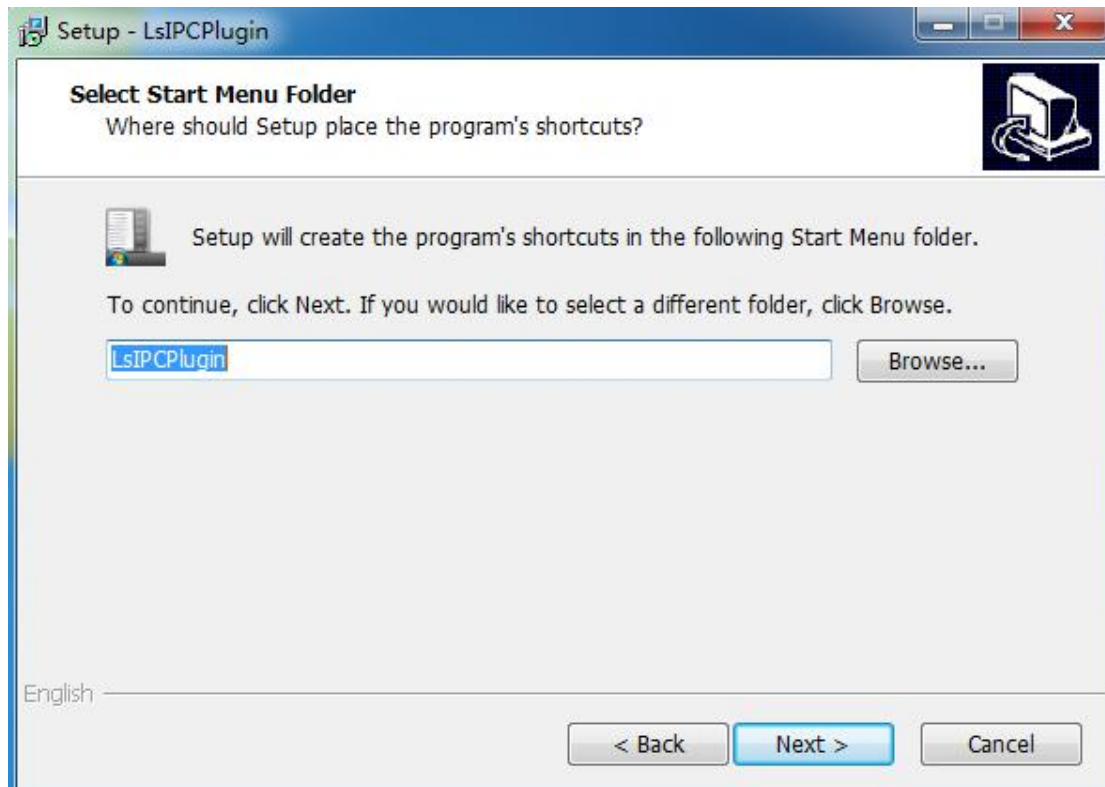 Setup - LsIPCPlugin
Select Start Menu Folder
Where should Setup place the program's shortcuts?
Setup will create the program's shortcuts in the following Start Menu folder.
To continue, click Next. If you would like to select a different folder, click Browse.
LsIPCPlugin
Browse...
English
< Back
Next >
Cancel